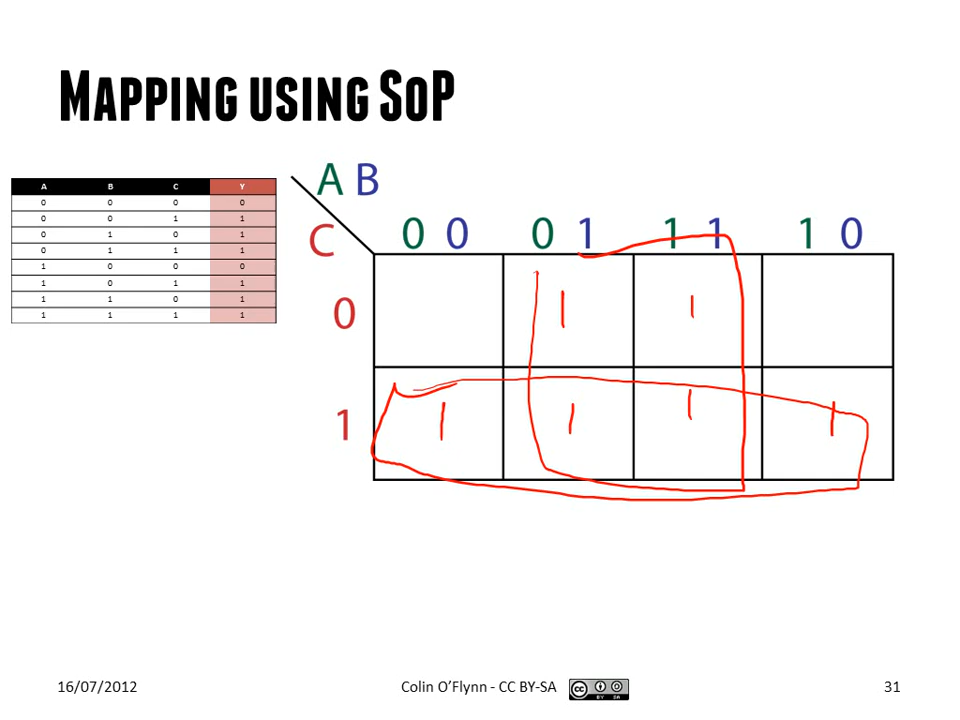 MAPPING USING SOP
A B C Y
0 0 0 0
0 0 1 1
0 1 0 1
0 1 1 1
1 0 0 0
1 0 1 1
1 1 0 1
1 1 1 1
A B
C
0 0 0 1 1 1 1 0
0 1 1
1 1 1 1 1
16/07/2012 Colin O'Flynn - CC BY-SA cc BY SA 31